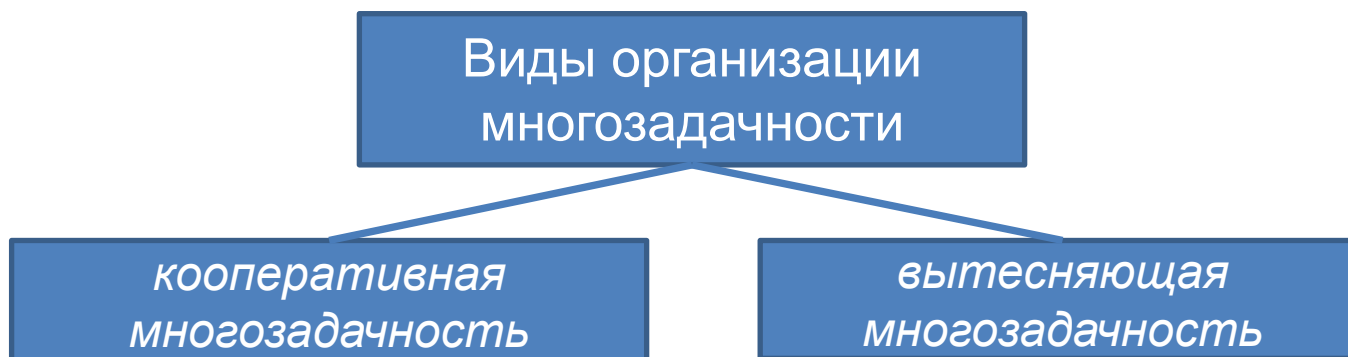 Виды организации
многозадачности
кооперативная
многозадачность
вытесняющая
многозадачность